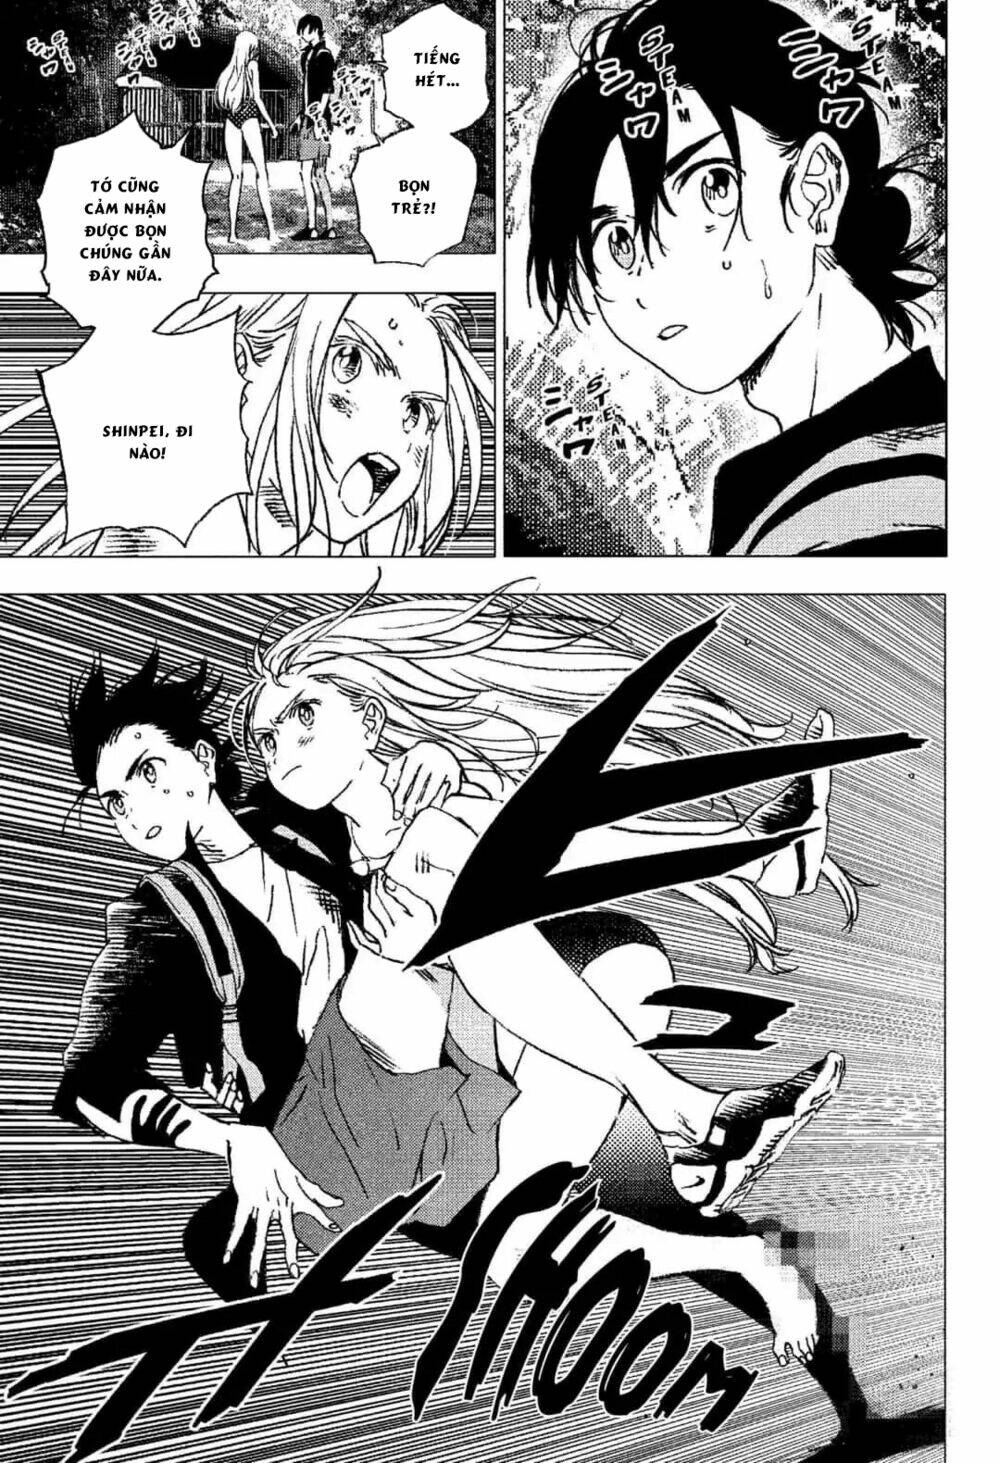 シャワ
STEAM
シャワ
STEAM
シャワ
STEAM
TIẾNG
HÉT...
BỌN
TRẺ?!
TỚ CŨNG
CẢM NHẬN
ĐƯỢC BỌN
CHÚNG GẦN
ĐÂY NỮA.
SHINPEI, ĐI
NÀO!
SHOOM